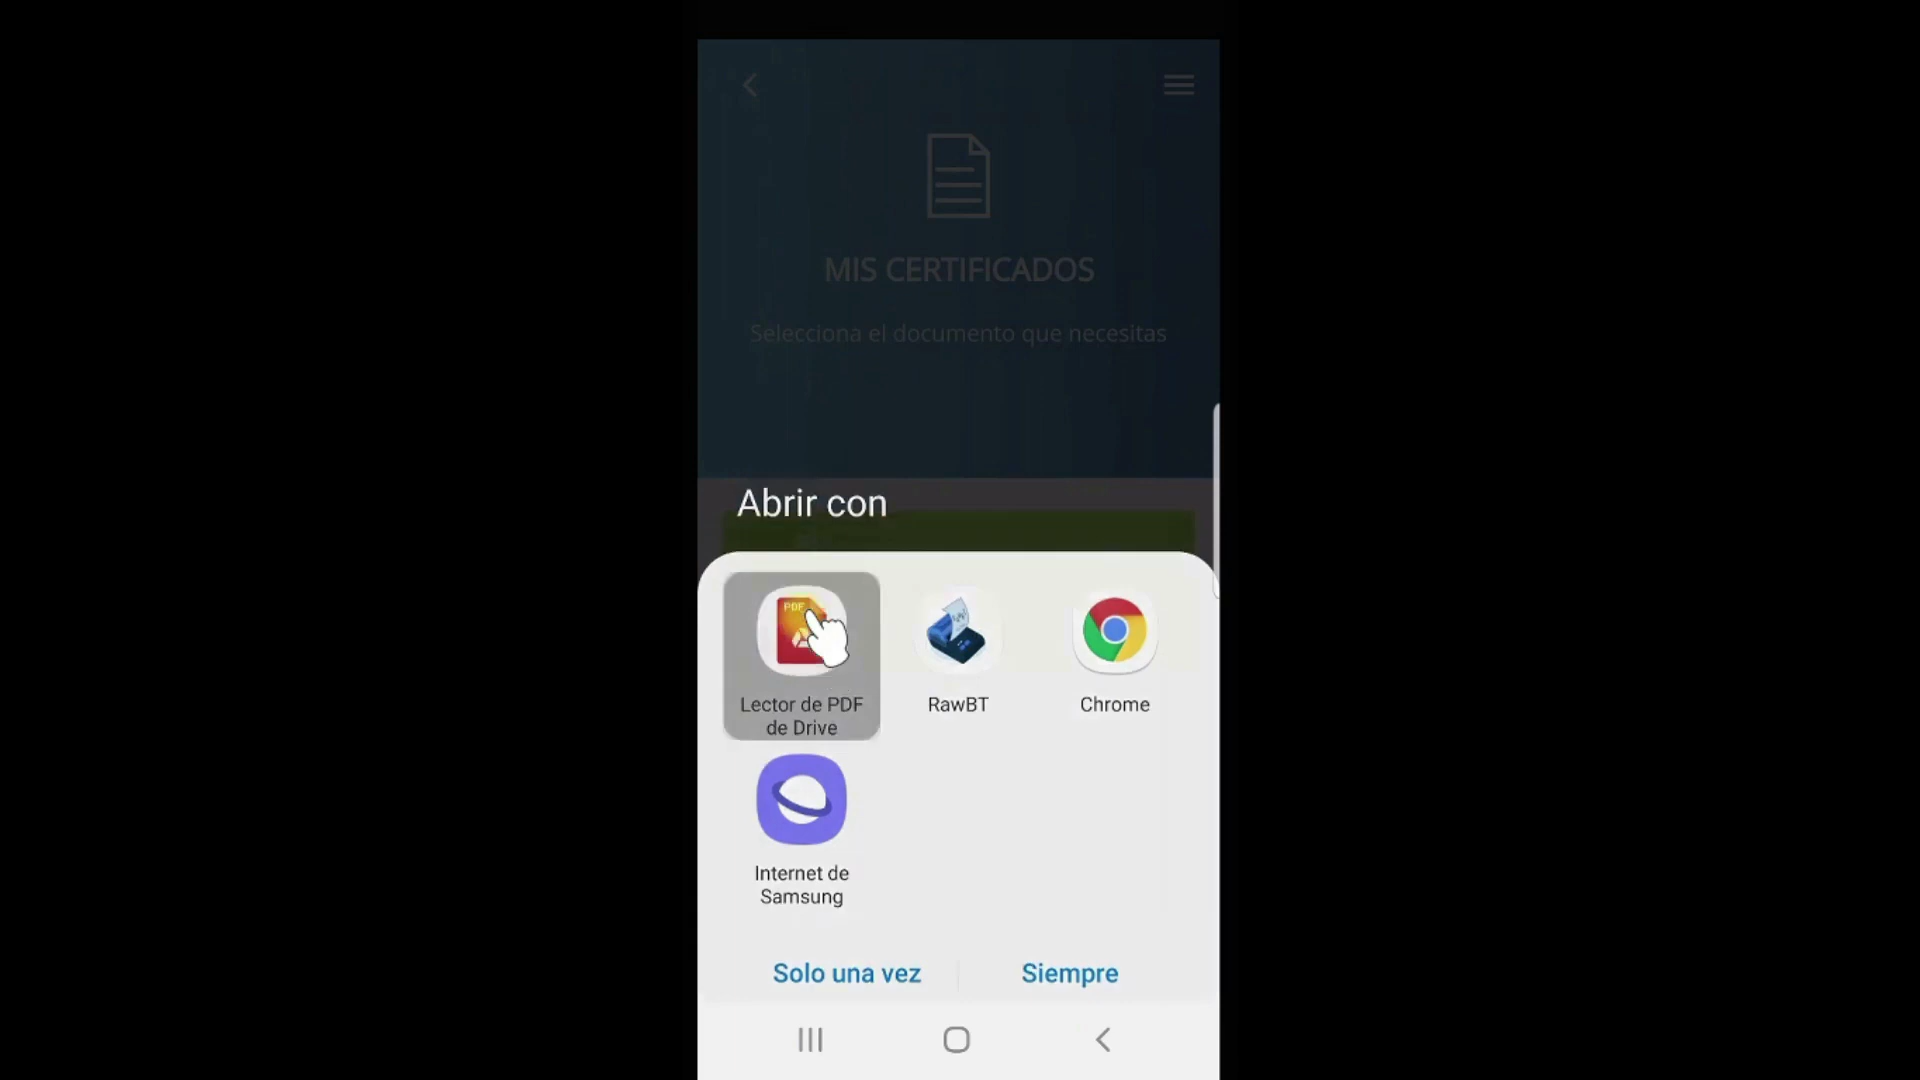 MIS CERTIFICADOS
Selecciona el documento que necesitas
Abrir con
PDF
Lector de PDF
de Drive
RawBT
Chrome
Internet de
Samsung
Solo una vez
Siempre